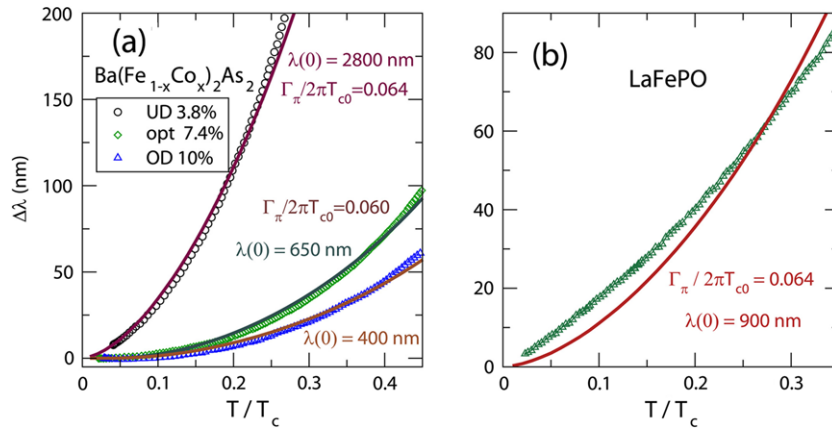 200
150
100
50
0
Δλ (nm)
(a)
Ba(Fe1-xCox)2As2
UD 3.8%
opt 7.4%
OD 10%
λ(0) = 2800 nm
Γπ/2πTc0=0.064
Γπ/2πTc0=0.060
λ(0) = 650 nm
λ(0) = 400 nm
0 0.1 0.2 0.3 0.4
T / Tc
80
60
40
20
0
(b)
LaFePO
Γπ / 2πTc0 = 0.064
λ(0) = 900 nm
0 0.1 0.2 0.3
T / Tc